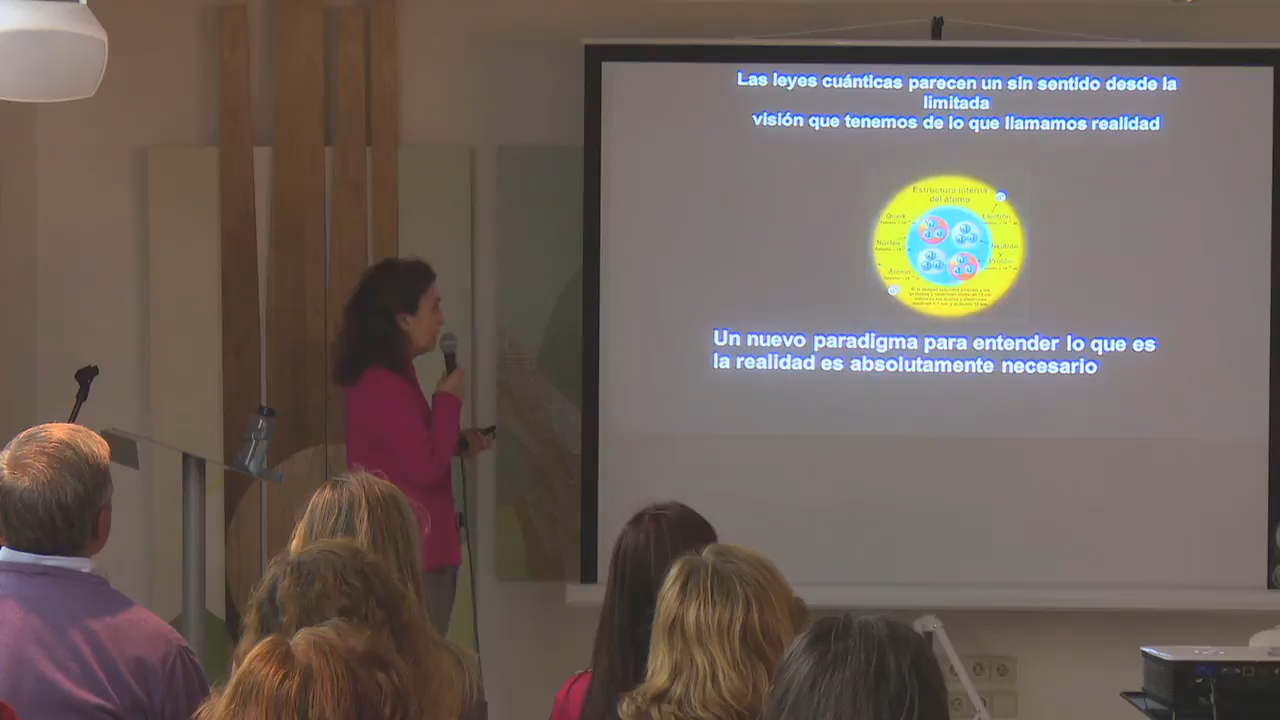 Las leyes cuánticas parecen un sin sentido desde la
limitada
visión que tenemos de lo que llamamos realidad
Estructura interna
del átomo
Quark
Electrón
Núcleo
Neutrón
y
Protón
Átomo
Un nuevo paradigma para entender lo que es
la realidad es absolutamente necesario